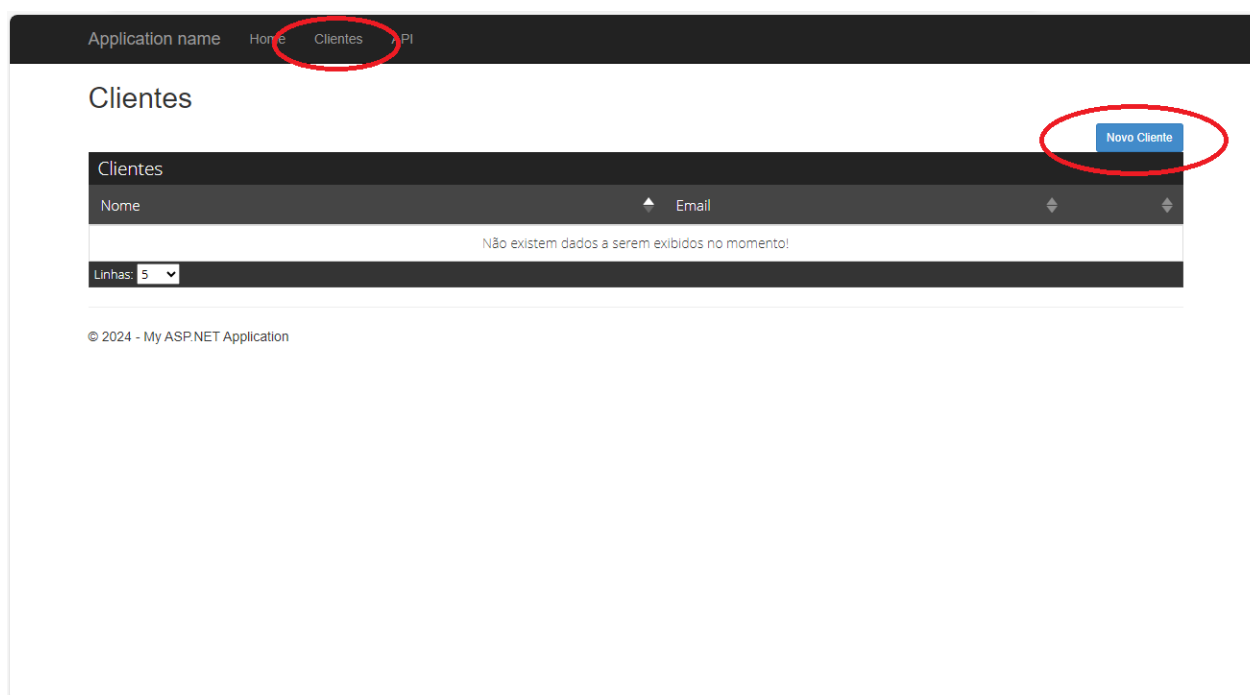 Application name Home Clientes API
Clientes
Novo Cliente
Clientes
Nome Email
Não existem dados a serem exibidos no momento!
Linhas: 5
© 2024 - My ASP.NET Application